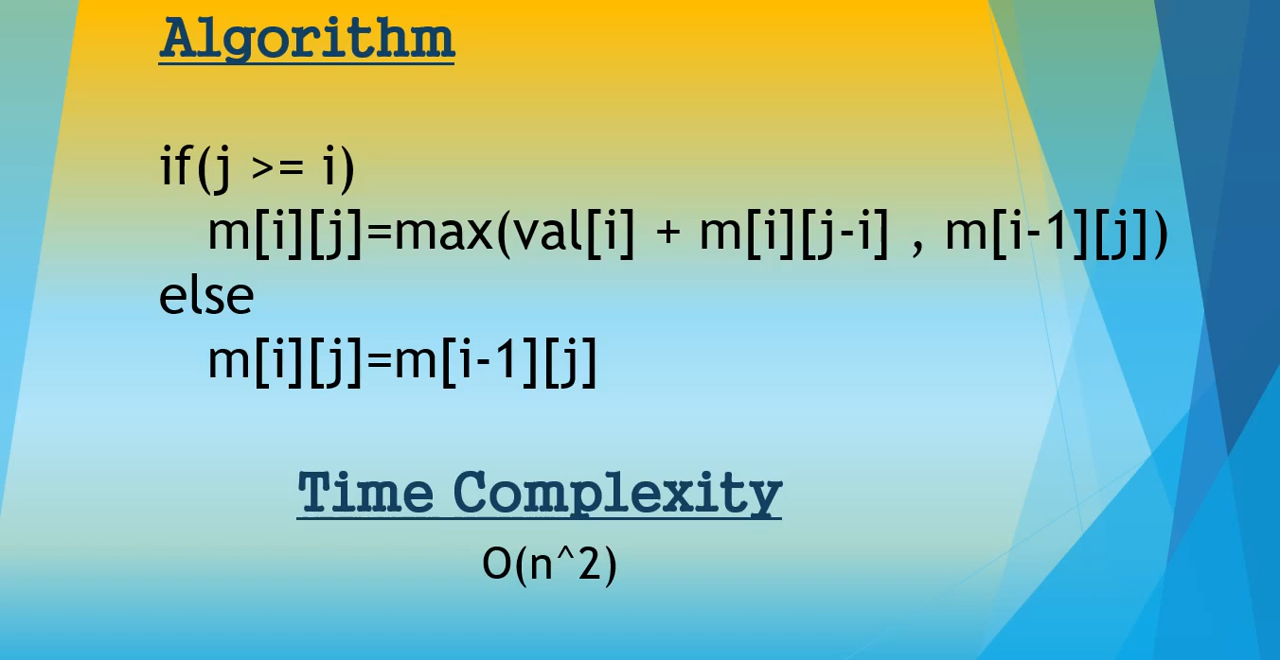 Algorithm
if(j >= i)
m[i][j]=max(val[i] + m[i][j-i] , m[i-1][j])
else
m[i][j]=m[i-1][j]
Time Complexity
O(n^2)